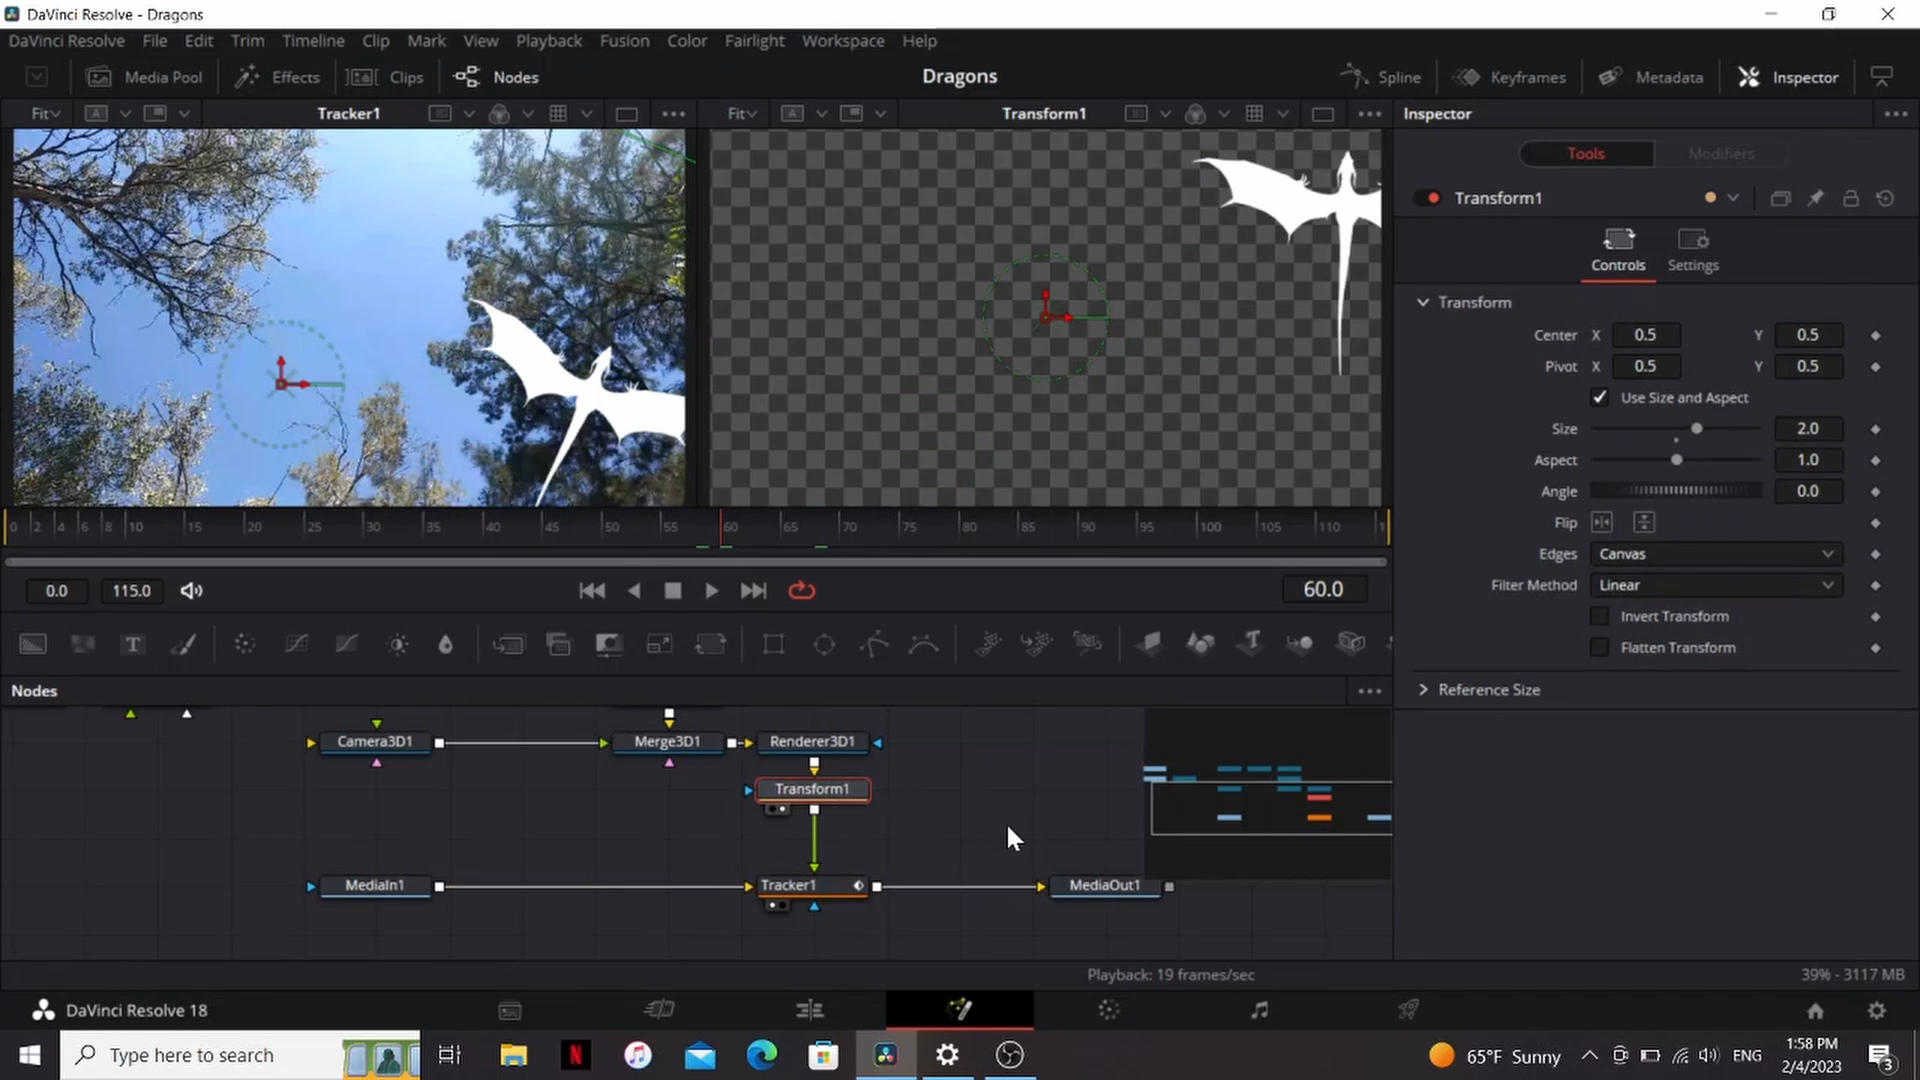 DaVinci Resolve - Dragons
DaVinci Resolve File Edit Trim Timeline Clip Mark View Playback Fusion Color Fairlight Workspace Help
Media Pool Effects Clips Nodes Dragons Spline Keyframes Metadata Inspector
Fit A Tracker1 Fit A Transform1 Inspector
Tools Modifiers
Transform1
Controls Settings
Transform
Center X 0.5 Y 0.5
Pivot X 0.5 Y 0.5
Use Size and Aspect
Size 2.0
Aspect 1.0
Angle 0.0
Flip
Edges Canvas
Filter Method Linear
Invert Transform
Flatten Transform
Reference Size
0 2 4 6 8 10 15 20 25 30 35 40 45 50 55 60 65 70 75 80 85 90 95 100 105 110 1
0.0 115.0 60.0
T T
Nodes
Camera3D1 Merge3D1 Renderer3D1
Transform1
MediaIn1 Tracker1 MediaOut1
Playback: 19 frames/sec 39% - 3117 MB
DaVinci Resolve 18
Type here to search N 65°F Sunny ENG 1:58 PM
2/4/2023 3